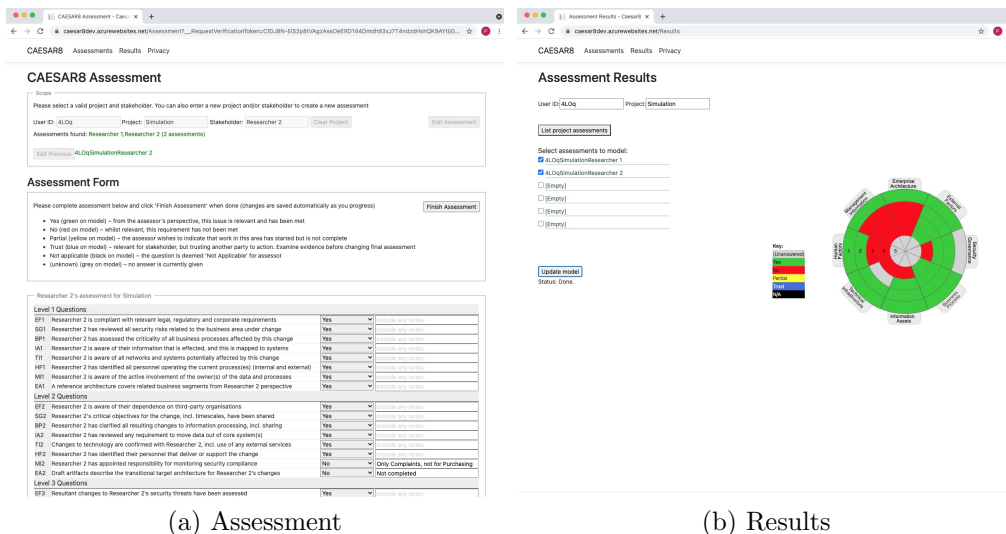 CAESAR8 Assessment - Caes
caesar8dev.azurewebsites.net/Assessment?__RequestVerificationToken=
CAESAR8 Assessments Results Privacy
CAESAR8 Assessment
Scope
Please select a valid project and stakeholder. You can also enter a new project and/or stakeholder to create a new assessment
User ID: 4LOq Project: Simulation Stakeholder: Researcher 2 Clear Project Edit Assessment
Assessments found: Researcher 1,Researcher 2 (2 assessments)
Edit Previous 4LOqSimulationResearcher 2
Assessment Form
Please complete assessment below and click 'Finish Assessment' when done (changes are saved automatically as you progress) Finish Assessment
• Yes (green on model) – from the assessor's perspective, this issue is relevant and has been met
• No (red on model) – whilst relevant, this requirement has not been met
• Partial (yellow on model) – the assessor wishes to indicate that work in this area has started but is not complete
• Trust (blue on model) – relevant for stakeholder, but trusting another party to action. Examine evidence before changing final assessment
• Not applicable (black on model) – the question is deemed 'Not Applicable' for assessor
• (unknown) (grey on model) – no answer is currently given
Researcher 2's assessment for Simulation
Level 1 Questions
EF1 Researcher 2 is compliant with relevant legal, regulatory and corporate requirements Yes Include any notes
SG1 Researcher 2 has reviewed all security risks related to the business area under change Yes Include any notes
BP1 Researcher 2 has assessed the criticality of all business processes affected by this change Yes Include any notes
IA1 Researcher 2 is aware of their information that is effected, and this is mapped to systems Yes Include any notes
TI1 Researcher 2 is aware of all networks and systems potentially affected by this change Yes Include any notes
HF1 Researcher 2 has identified all personnel operating the current process(es) (internal and external) Yes Include any notes
MI1 Researcher 2 is aware of the active involvement of the owner(s) of the data and processes Yes Include any notes
EA1 A reference architecture covers related business segments from Researcher 2 perspective Yes Include any notes
Level 2 Questions
EF2 Researcher 2 is aware of their dependence on third-party organisations Yes Include any notes
SG2 Researcher 2's critical objectives for the change, incl. timescales, have been shared Yes Include any notes
BP2 Researcher 2 has clarified all resulting changes to information processing, incl. sharing Yes Include any notes
IA2 Researcher 2 has reviewed any requirement to move data out of core system(s) Yes Include any notes
TI2 Changes to technology are confirmed with Researcher 2, incl. use of any external services Yes Include any notes
HF2 Researcher 2 has identified their personnel that deliver or support the change Yes Include any notes
MI2 Researcher 2 has appointed responsibility for monitoring security compliance No Only Complaints, not for Purchasing
EA2 Draft artifacts describe the transitional target architecture for Researcher 2's changes No Not completed
Level 3 Questions
EF3 Resultant changes to Researcher 2's security threats have been assessed Yes Include any notes
(a) Assessment
Assessment Results - Caesar8
caesar8dev.azurewebsites.net/Results
CAESAR8 Assessments Results Privacy
Assessment Results
User ID: 4LOq Project: Simulation
List project assessments
Select assessments to model:
4LOqSimulationResearcher 1
4LOqSimulationResearcher 2
[Empty]
[Empty]
[Empty]
[Empty]
Update model
Status: Done.
Key:
(Unanswered)
Yes
No
Partial
Trust
N/A
Enterprise Architecture
External Factors
Security Governance
Business Process
Information Assets
Technical Infrastructure
Human Factors
Management Information
1 2 3 4 5
(b) Results